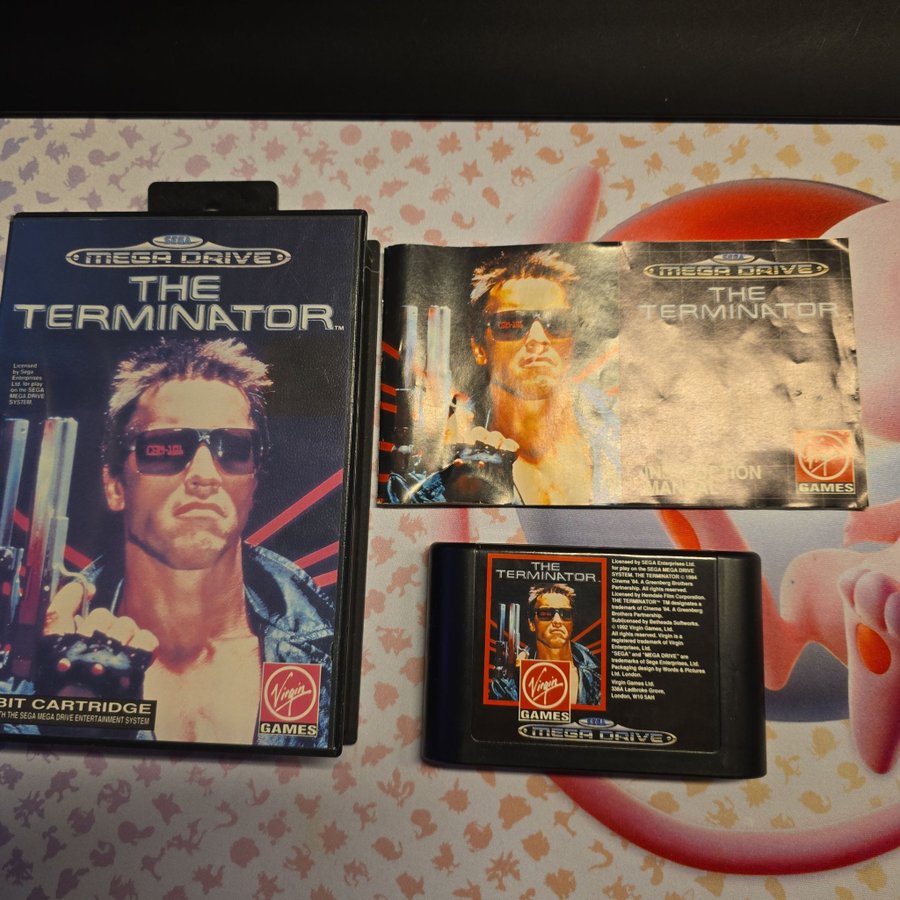 SEGA
MEGA DRIVE
THE
TERMINATOR™
Licensed
by Sega
Enterprises
Ltd. for play
on the SEGA
MEGA DRIVE
SYSTEM.
BIT CARTRIDGE
TH THE SEGA MEGA DRIVE ENTERTAINMENT SYSTEM
Virgin
GAMES
SEGA
MEGA DRIVE
THE
TERMINATOR
INSTRUCTION
MANUAL
Virgin
GAMES
THE
TERMINATOR
Virgin
GAMES
Licensed by SEGA Enterprises Ltd.
for play on the SEGA MEGA DRIVE
SYSTEM. THE TERMINATOR © 1984
Cinema '84. A Greenberg Brothers
Partnership. All rights reserved.
Licensed by Hemdale Film Corporation.
THE TERMINATOR™ TM designates a
trademark of Cinema '84, A Greenberg
Brothers Partnership.
Sublicensed by Bethesda Softworks.
© 1992 Virgin Games, Ltd.
All rights reserved. Virgin is a
registered trademark of Virgin
Enterprises, Ltd.
"SEGA" and "MEGA DRIVE" are
trademarks of Sega Enterprises, Ltd.
Packaging design by Words & Pictures
Ltd, London.
Virgin Games Ltd.
338A Ladbroke Grove,
London, W10 5AH
SEGA
MEGA DRIVE